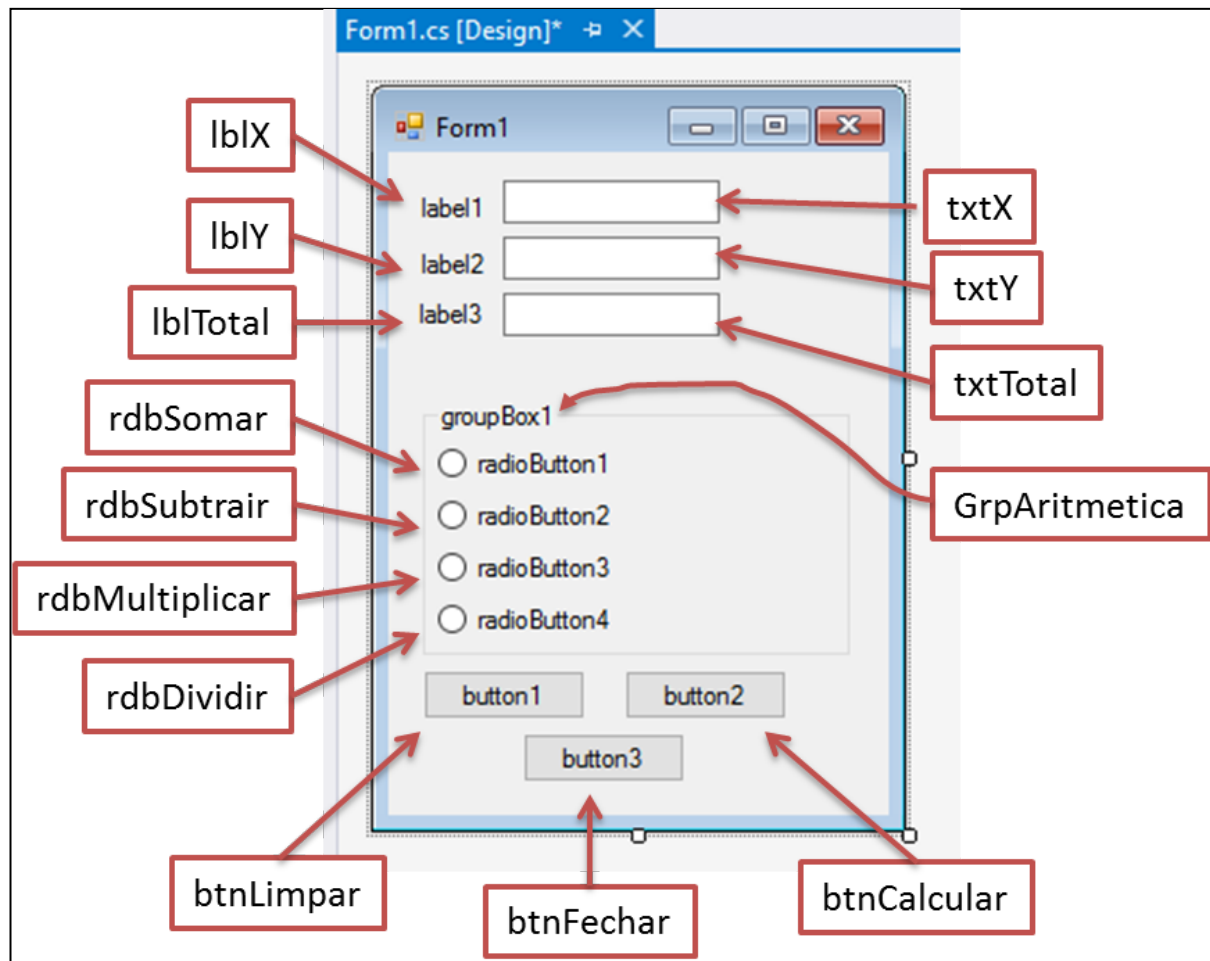 Form1.cs [Design]*
Form1
lblX
label1
txtX
lblY
label2
txtY
lblTotal
label3
txtTotal
rdbSomar
groupBox1
radioButton1
rdbSubtrair
radioButton2
GrpAritmetica
rdbMultiplicar
radioButton3
rdbDividir
radioButton4
button1
button2
button3
btnLimpar
btnFechar
btnCalcular